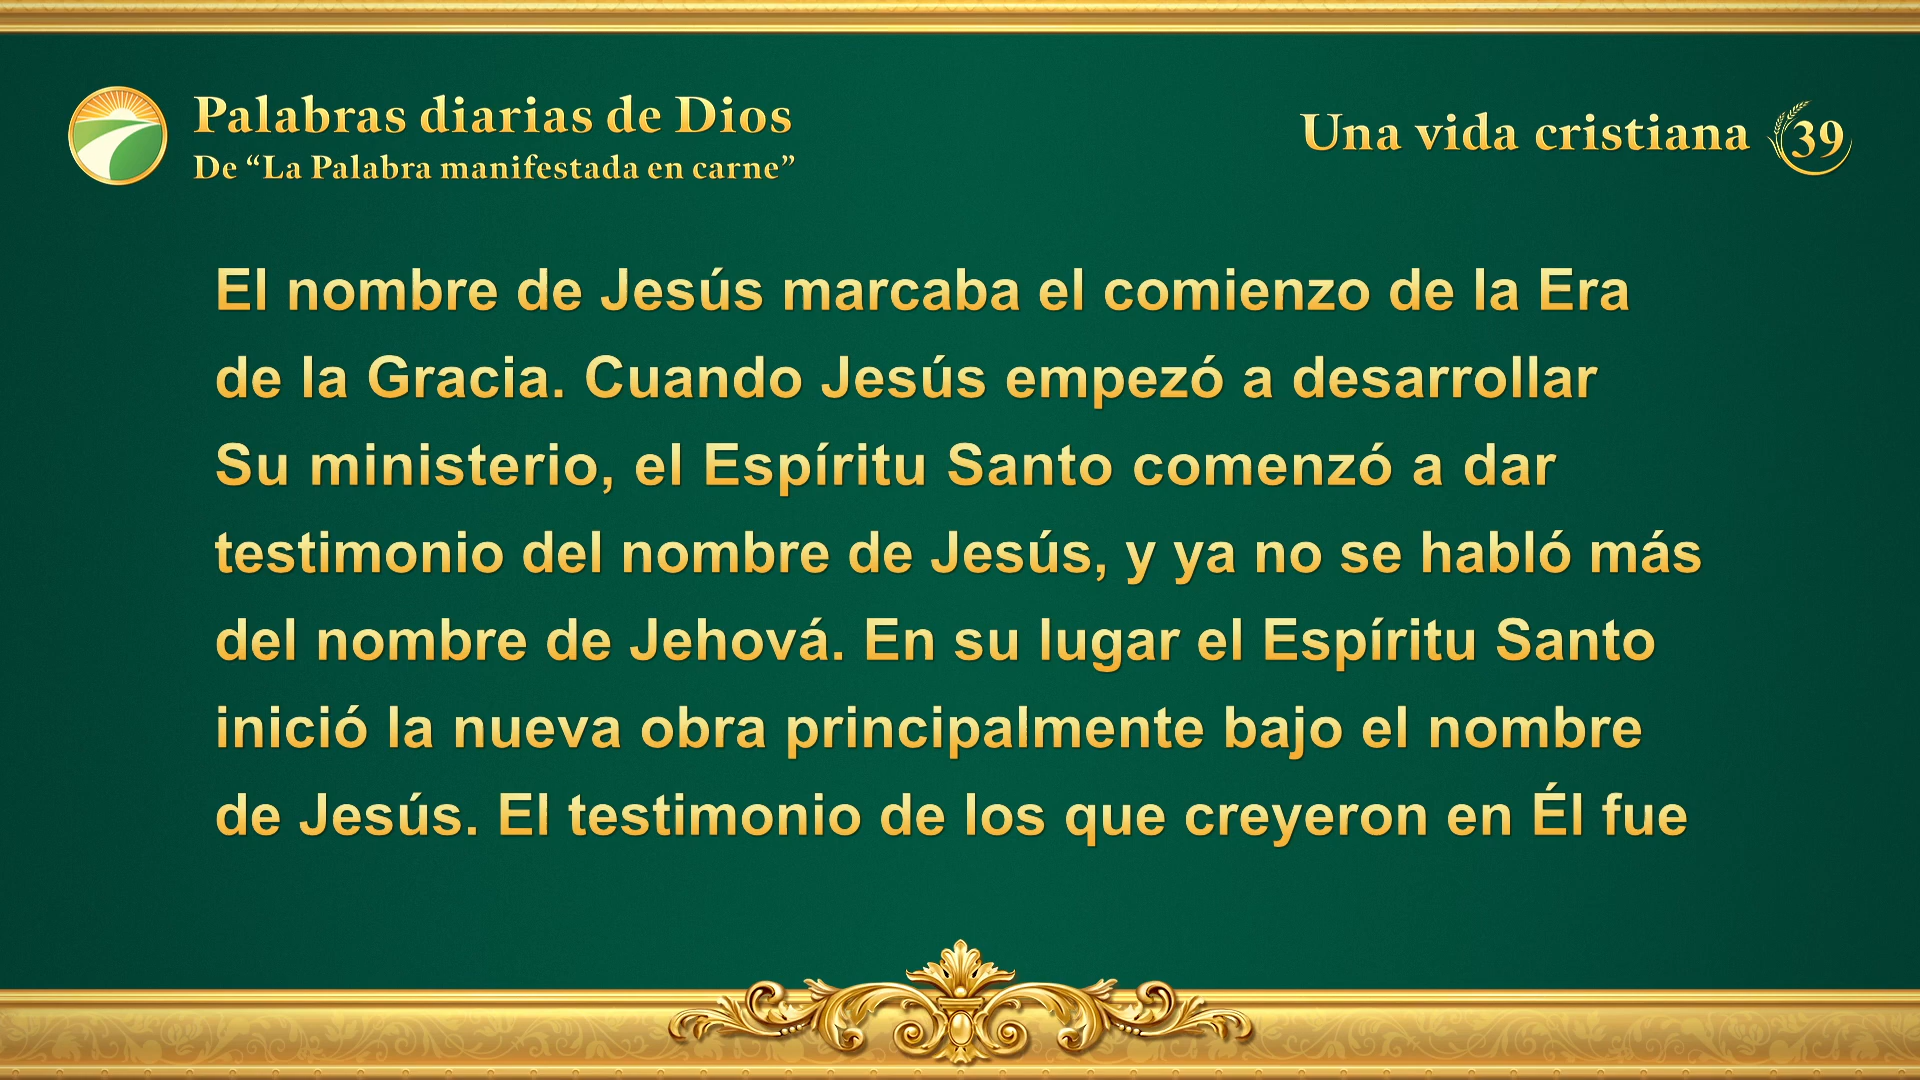 Palabras diarias de Dios
De “La Palabra manifestada en carne”
Una vida cristiana 39
El nombre de Jesús marcaba el comienzo de la Era
de la Gracia. Cuando Jesús empezó a desarrollar
Su ministerio, el Espíritu Santo comenzó a dar
testimonio del nombre de Jesús, y ya no se habló más
del nombre de Jehová. En su lugar el Espíritu Santo
inició la nueva obra principalmente bajo el nombre
de Jesús. El testimonio de los que creyeron en Él fue